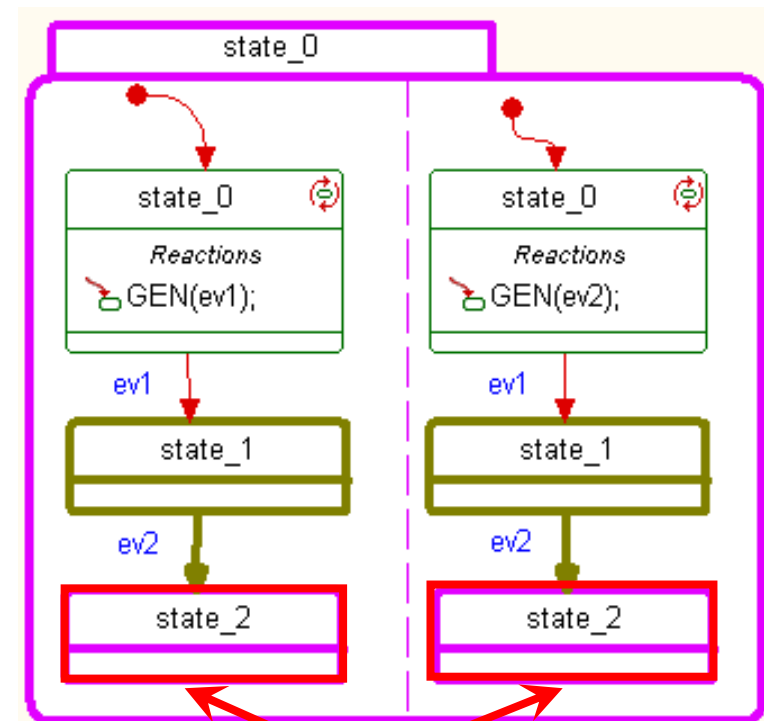 state_0
state_0
Reactions
GEN(ev1);
ev1
state_1
ev2
state_2
state_0
Reactions
GEN(ev2);
ev1
state_1
ev2
state_2